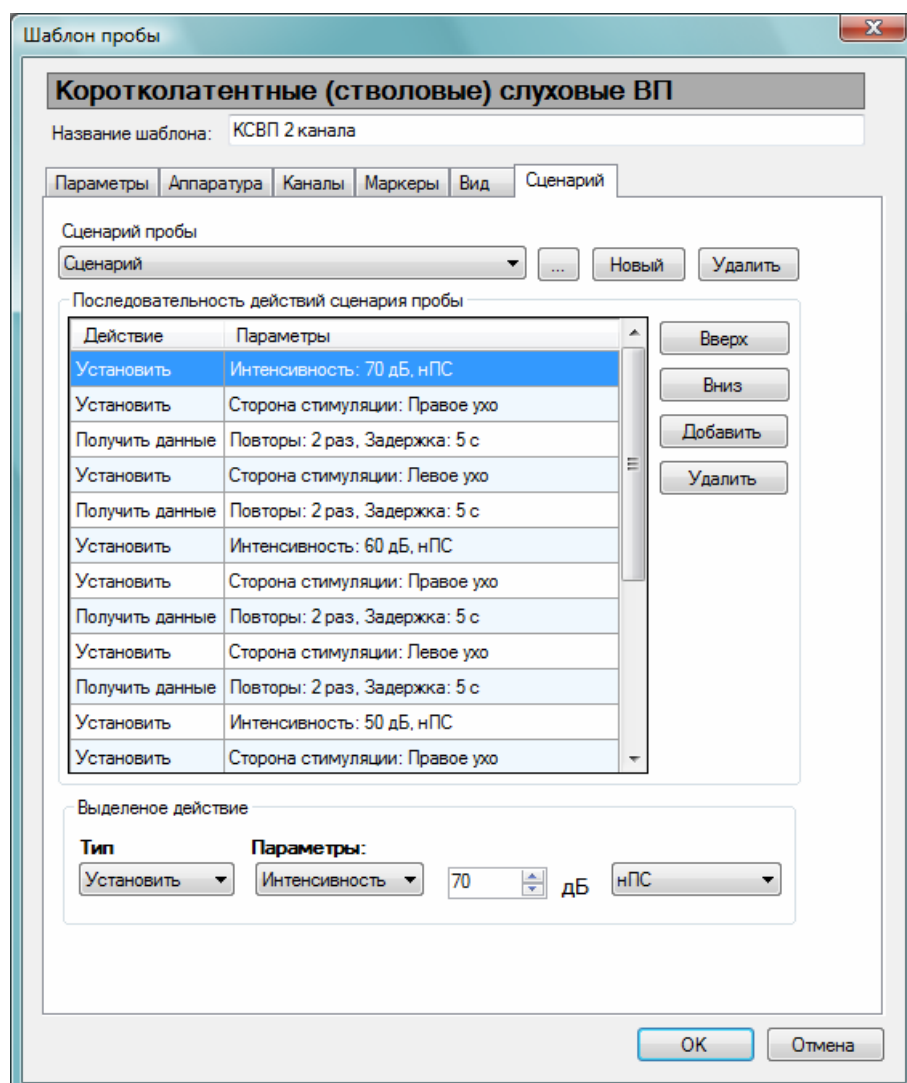 Шаблон пробы
Коротколатентные (стволовые) слуховые ВП
Название шаблона: КСВП 2 канала
Параметры Аппаратура Каналы Маркеры Вид Сценарий
Сценарий пробы
Сценарий ... Новый Удалить
Последовательность действий сценария пробы
Действие Параметры Вверх
Установить Интенсивность: 70 дБ, нПС Вниз
Установить Сторона стимуляции: Правое ухо
Получить данные Повторы: 2 раз, Задержка: 5 с Добавить
Установить Сторона стимуляции: Левое ухо Удалить
Получить данные Повторы: 2 раз, Задержка: 5 с
Установить Интенсивность: 60 дБ, нПС
Установить Сторона стимуляции: Правое ухо
Получить данные Повторы: 2 раз, Задержка: 5 с
Установить Сторона стимуляции: Левое ухо
Получить данные Повторы: 2 раз, Задержка: 5 с
Установить Интенсивность: 50 дБ, нПС
Установить Сторона стимуляции: Правое ухо
Выделеное действие
Тип Параметры:
Установить Интенсивность 70 дБ нПС
OK Отмена